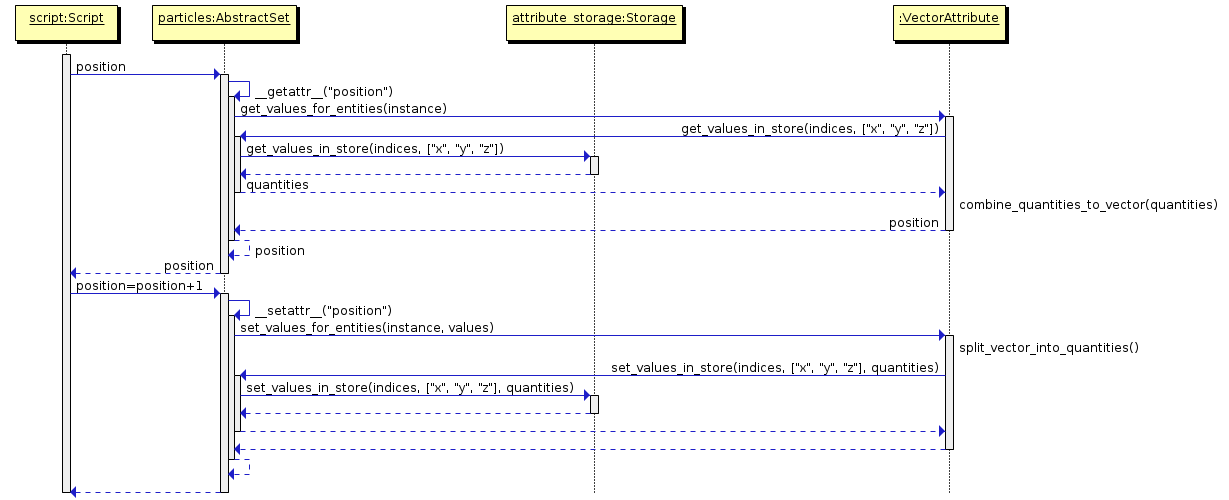 script:Script
particles:AbstractSet
attribute_storage:Storage
:VectorAttribute
position
__getattr__("position")
get_values_for_entities(instance)
get_values_in_store(indices, ["x", "y", "z"])
get_values_in_store(indices, ["x", "y", "z"])
quantities
combine_quantities_to_vector(quantities)
position
position
position
position=position+1
__setattr__("position")
set_values_for_entities(instance, values)
split_vector_into_quantities()
set_values_in_store(indices, ["x", "y", "z"], quantities)
set_values_in_store(indices, ["x", "y", "z"], quantities)